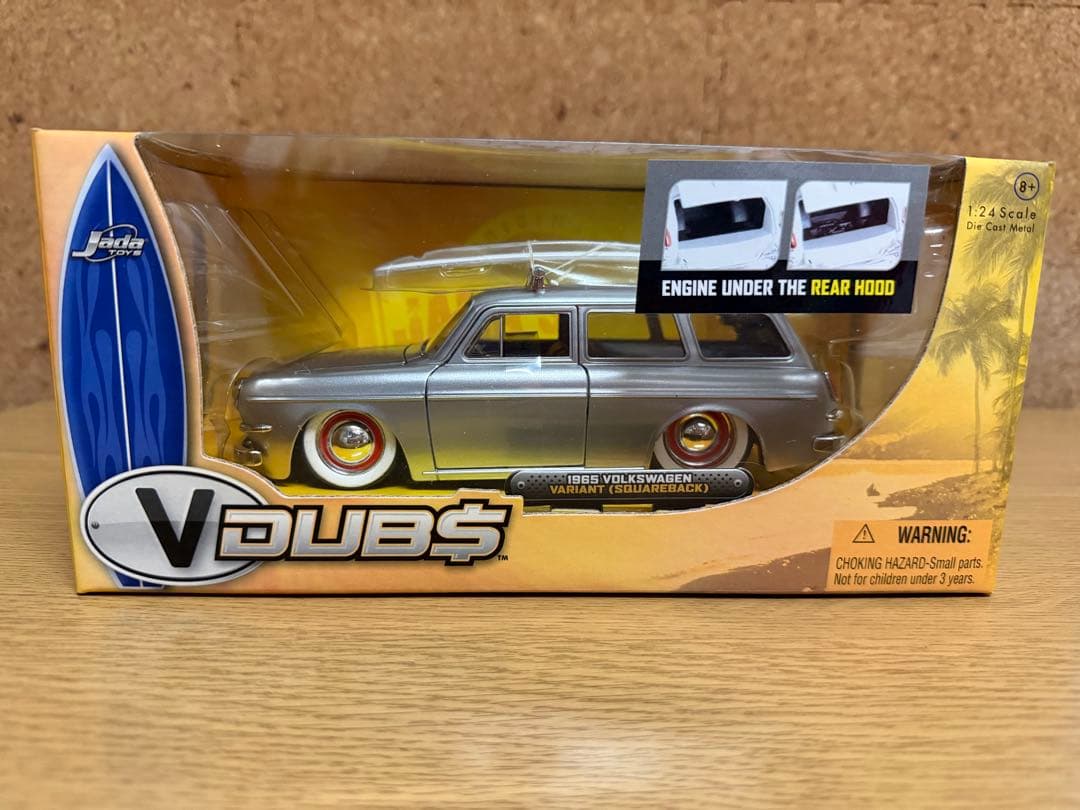 Jada
TOYS
8+
1:24 Scale
Die Cast Metal
ENGINE UNDER THE REAR HOOD
1965 VOLKSWAGEN
VARIANT (SQUAREBACK)
V DUB$™
WARNING:
CHOKING HAZARD-Small parts.
Not for children under 3 years.